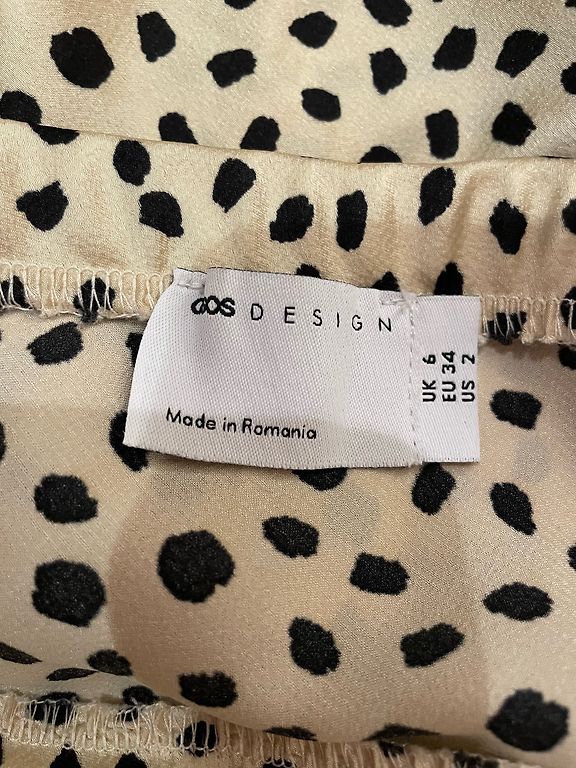 asos DESIGN
Made in Romania
UK 6
EU 34
US 2